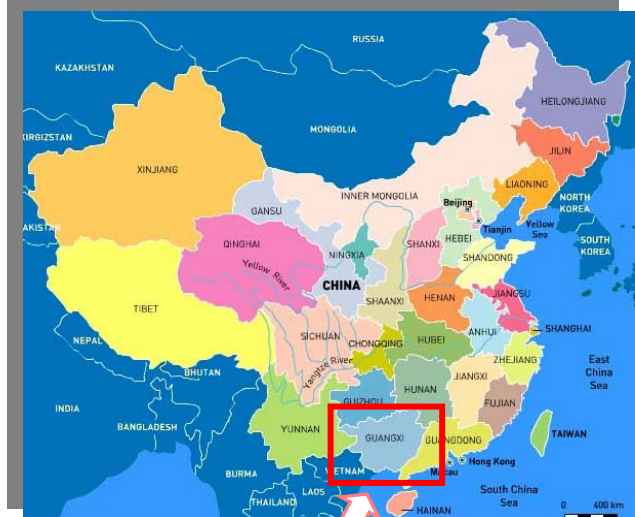 RUSSIA
KAZAKHSTAN
HEILONGJIANG
MONGOLIA
KIRGIZSTAN
JILIN
XINJIANG
LIAONING
INNER MONGOLIA
Beijing
NORTH
KOREA
GANSU
Tianjin
Yellow
Sea
QINGHAI
NINGXIA
SHANXI
HEBEI
SOUTH
KOREA
SHANDONG
Yellow River
CHINA
TIBET
SHAANXI
HENAN
JIANGSU
SICHUAN
CHONGQING
HUBEI
ANHUI
SHANGHAI
NEPAL
Yangtze River
ZHEJIANG
East
China
Sea
BHUTAN
GUIZHOU
HUNAN
JIANGXI
FUJIAN
INDIA
BANGLADESH
YUNNAN
GUANGXI
GUANGDONG
TAIWAN
BURMA
VIETNAM
Hong Kong
LAOS
THAILAND
South China
Sea
HAINAN
0 400 km